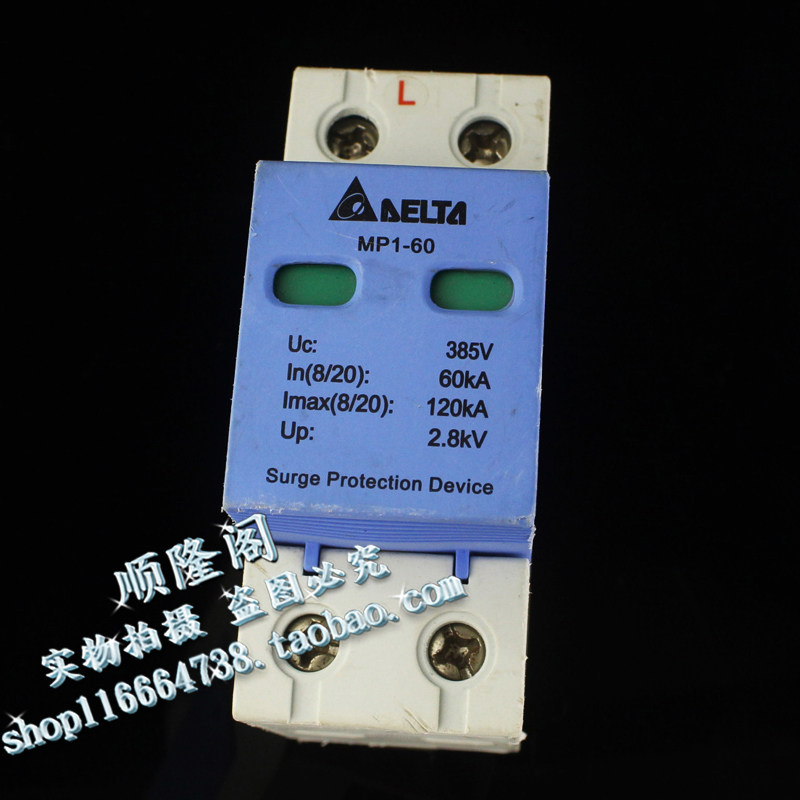 L
DELTA
MP1-60
Uc: 385V
In(8/20): 60kA
Imax(8/20): 120kA
Up: 2.8kV
Surge Protection Device
顺隆阁
实物拍摄 盗图必究
shop116664738.taobao.com